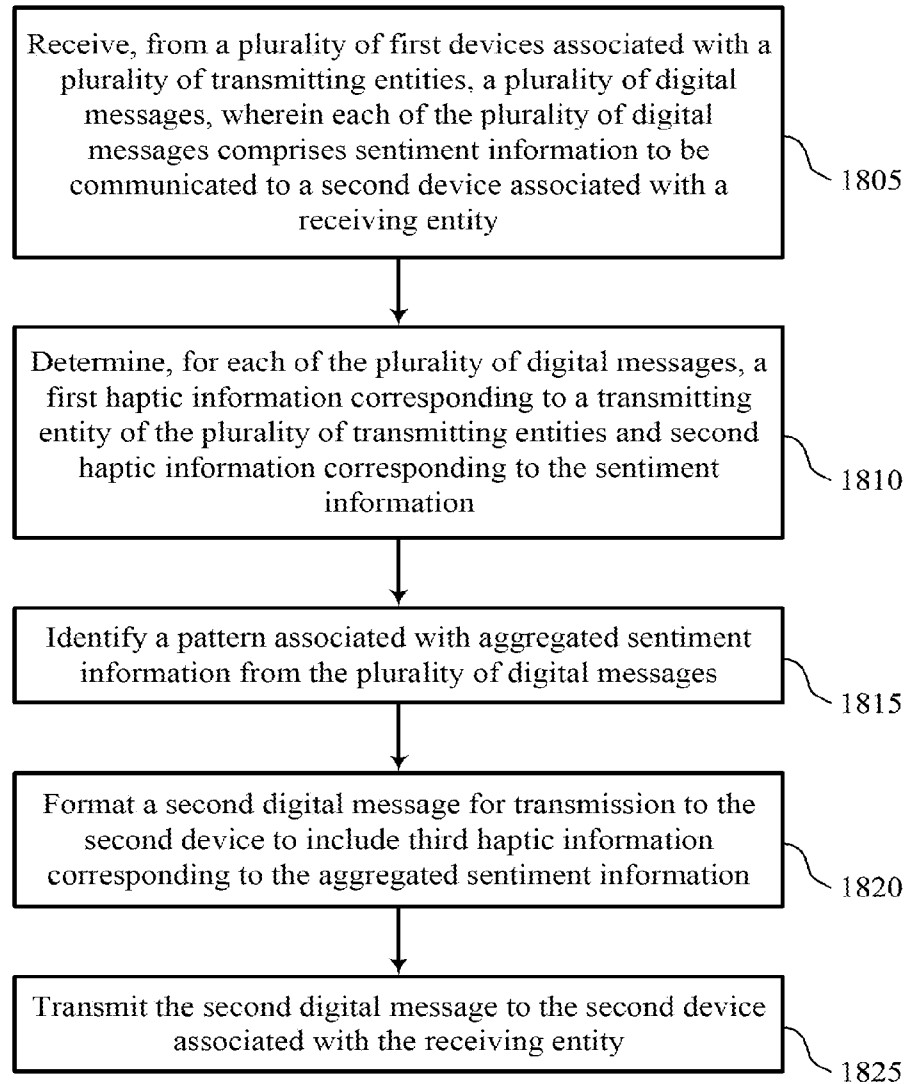 Receive, from a plurality of first devices associated with a
plurality of transmitting entities, a plurality of digital
messages, wherein each of the plurality of digital
messages comprises sentiment information to be
communicated to a second device associated with a
receiving entity
1805
Determine, for each of the plurality of digital messages, a
first haptic information corresponding to a transmitting
entity of the plurality of transmitting entities and second
haptic information corresponding to the sentiment
information
1810
Identify a pattern associated with aggregated sentiment
information from the plurality of digital messages
1815
Format a second digital message for transmission to the
second device to include third haptic information
corresponding to the aggregated sentiment information
1820
Transmit the second digital message to the second device
associated with the receiving entity
1825